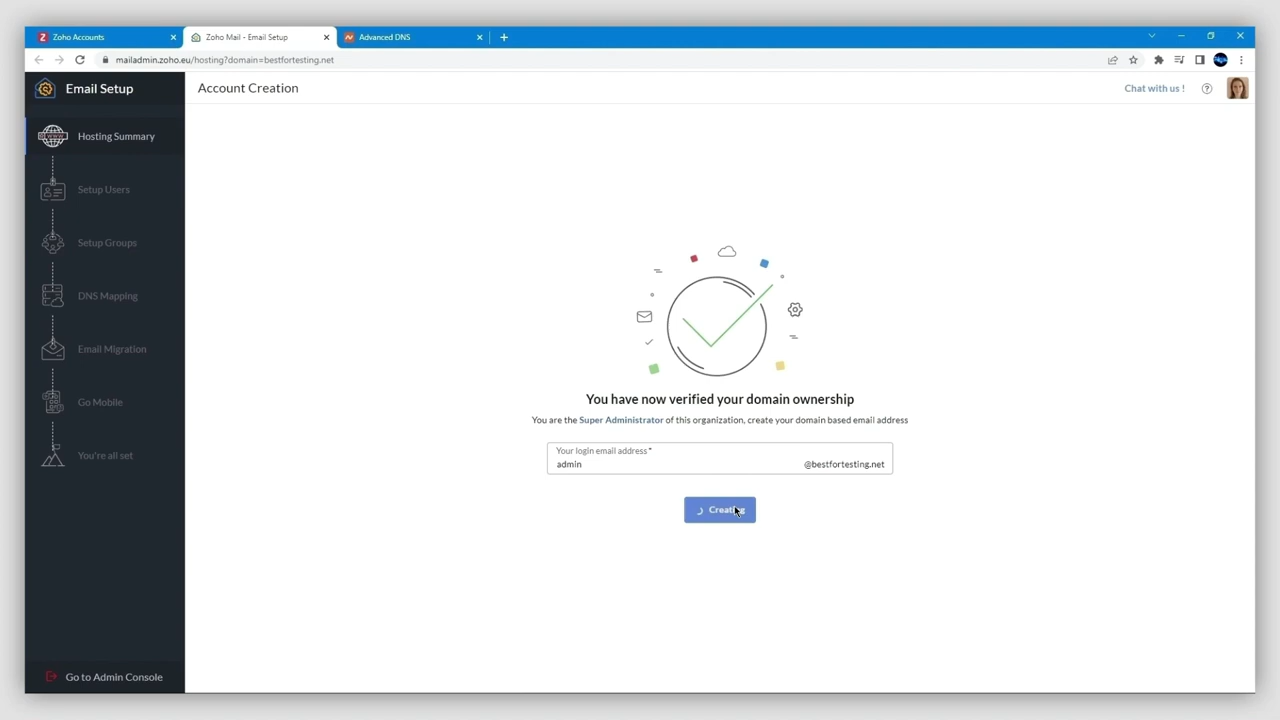 Zoho Accounts
Zoho Mail - Email Setup
Advanced DNS
mailadmin.zoho.eu/hosting?domain=bestfortesting.net
Email Setup
Account Creation
Chat with us !
Hosting Summary
Setup Users
Setup Groups
DNS Mapping
Email Migration
Go Mobile
You're all set
Go to Admin Console
You have now verified your domain ownership
You are the Super Administrator of this organization, create your domain based email address
Your login email address*
admin @bestfortesting.net
Creating